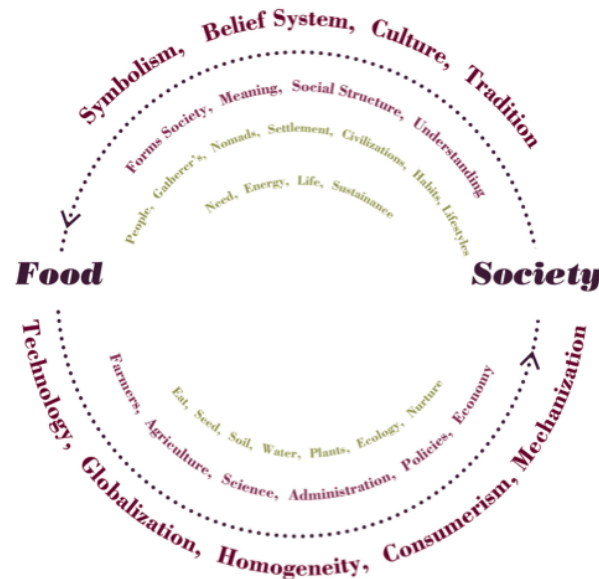 Symbolism, Belief System, Culture, Tradition
Forms Society, Meaning, Social Structure, Understanding
People, Gatherer's, Nomads, Settlement, Civilizations, Habits, Lifestyles
Need, Energy, Life, Sustainance
Food
Society
Eat, Seed, Soil, Water, Plants, Ecology, Nurture
Farmers, Agriculture, Science, Administration, Policies, Economy
Technology, Globalization, Homogeneity, Consumerism, Mechanization